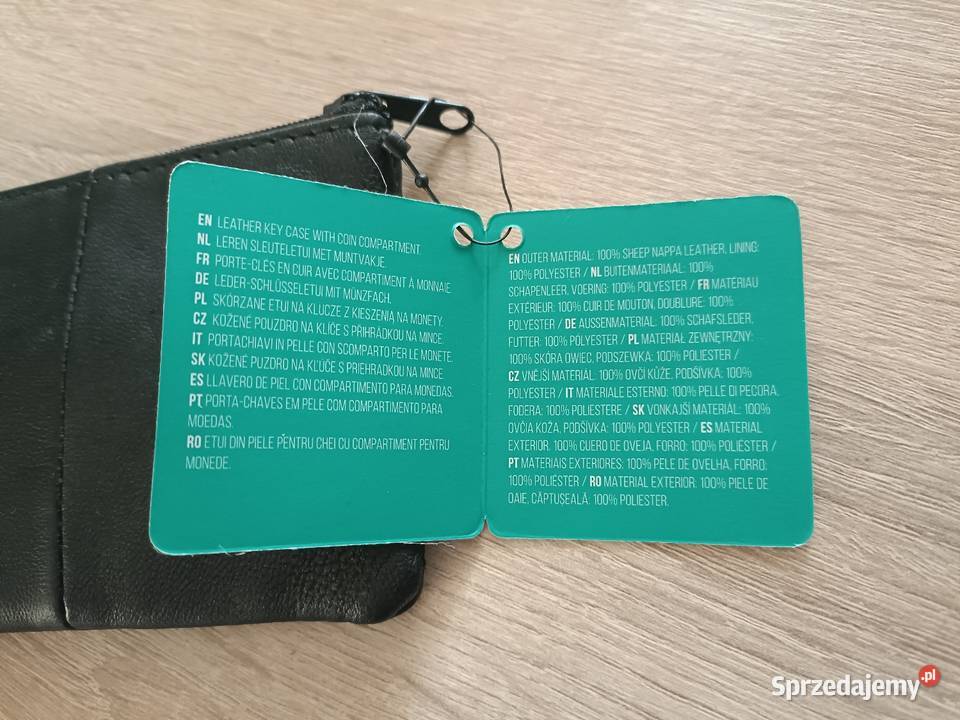 EN LEATHER KEY CASE WITH COIN COMPARTMENT.
NL LEREN SLEUTELETUI MET MUNTVAKJE.
FR PORTE-CLÉS EN CUIR AVEC COMPARTIMENT À MONNAIE.
DE LEDER-SCHLÜSSELETUI MIT MÜNZFACH.
PL SKÓRZANE ETUI NA KLUCZE Z KIESZENIĄ NA MONETY.
CZ KOŽENÉ POUZDRO NA KLÍČE S PŘIHRÁDKOU NA MINCE.
IT PORTACHIAVI IN PELLE CON SCOMPARTO PER LE MONETE.
SK KOŽENÉ PUZDRO NA KĽÚČE S PRIEHRADKOU NA MINCE.
ES LLAVERO DE PIEL CON COMPARTIMENTO PARA MONEDAS.
PT PORTA-CHAVES EM PELE COM COMPARTIMENTO PARA
MOEDAS.
RO ETUI DIN PIELE PENTRU CHEI CU COMPARTIMENT PENTRU
MONEDE.
EN OUTER MATERIAL: 100% SHEEP NAPPA LEATHER, LINING:
100% POLYESTER / NL BUITENMATERIAAL: 100%
SCHAPENLEER, VOERING: 100% POLYESTER / FR MATÉRIAU
EXTÉRIEUR: 100% CUIR DE MOUTON, DOUBLURE: 100%
POLYESTER / DE AUSSENMATERIAL: 100% SCHAFSLEDER,
FUTTER: 100% POLYESTER / PL MATERIAŁ ZEWNĘTRZNY:
100% SKÓRA OWIEC, PODSZEWKA: 100% POLIESTER /
CZ VNĚJŠÍ MATERIÁL: 100% OVČÍ KŮŽE, PODŠÍVKA: 100%
POLYESTER / IT MATERIALE ESTERNO: 100% PELLE DI PECORA,
FODERA: 100% POLIESTERE / SK VONKAJŠÍ MATERIÁL: 100%
OVČIA KOŽA, PODŠÍVKA: 100% POLYESTER / ES MATERIAL
EXTERIOR: 100% CUERO DE OVEJA, FORRO: 100% POLIÉSTER /
PT MATERIAIS EXTERIORES: 100% PELE DE OVELHA, FORRO:
100% POLIÉSTER / RO MATERIAL EXTERIOR: 100% PIELE DE
OAIE, CĂPTUȘEALĂ: 100% POLIESTER.
Sprzedajemy.pl